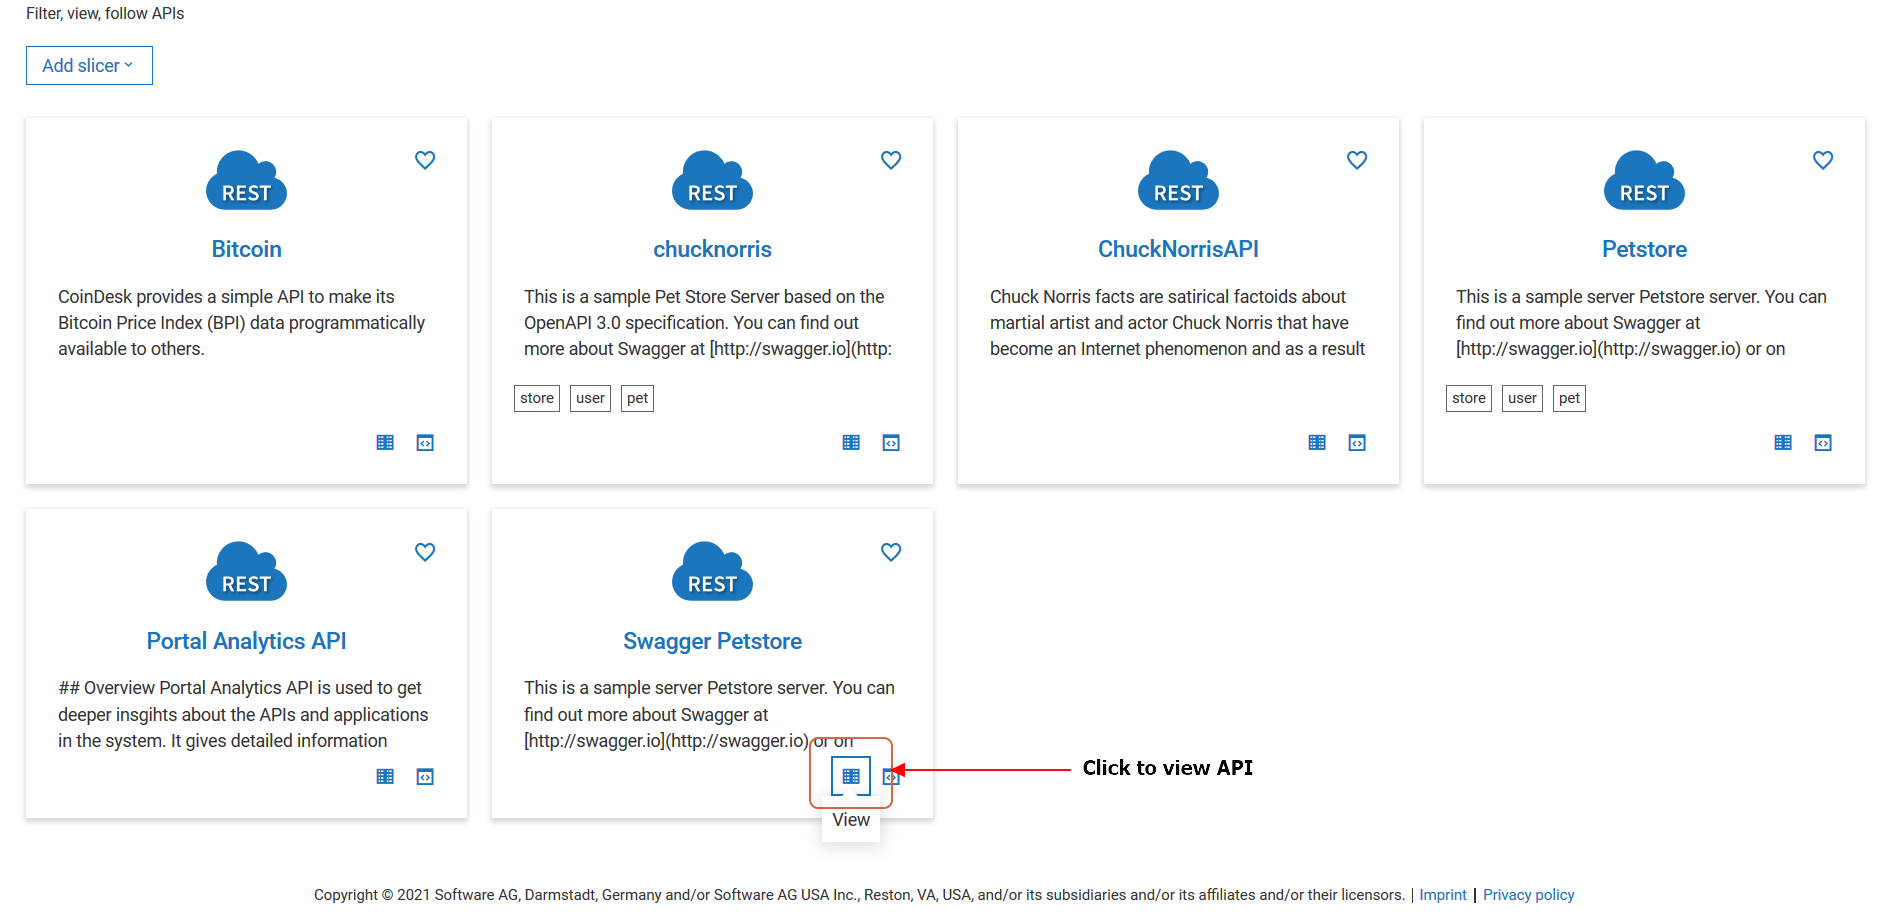 Filter, view, follow APIs
Add slicer
REST
Bitcoin
CoinDesk provides a simple API to make its
Bitcoin Price Index (BPI) data programmatically
available to others.
REST
chucknorris
This is a sample Pet Store Server based on the
OpenAPI 3.0 specification. You can find out
more about Swagger at [http://swagger.io](http:
store user pet
REST
ChuckNorrisAPI
Chuck Norris facts are satirical factoids about
martial artist and actor Chuck Norris that have
become an Internet phenomenon and as a result
REST
Petstore
This is a sample server Petstore server. You can
find out more about Swagger at
[http://swagger.io](http://swagger.io) or on
store user pet
REST
Portal Analytics API
## Overview Portal Analytics API is used to get
deeper insgihts about the APIs and applications
in the system. It gives detailed information
REST
Swagger Petstore
This is a sample server Petstore server. You can
find out more about Swagger at
[http://swagger.io](http://swagger.io) or on
Click to view API
View
Copyright © 2021 Software AG, Darmstadt, Germany and/or Software AG USA Inc., Reston, VA, USA, and/or its subsidiaries and/or its affiliates and/or their licensors. | Imprint | Privacy policy